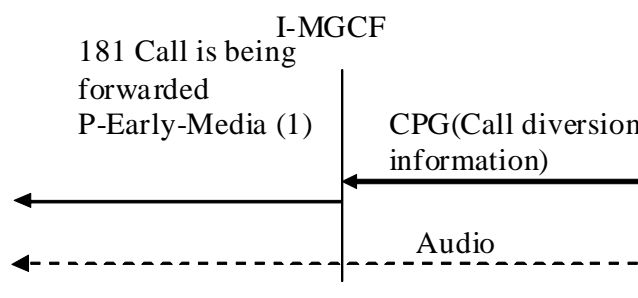 I-MGCF
181 Call is being
forwarded
P-Early-Media (1)
CPG(Call diversion
information)
Audio